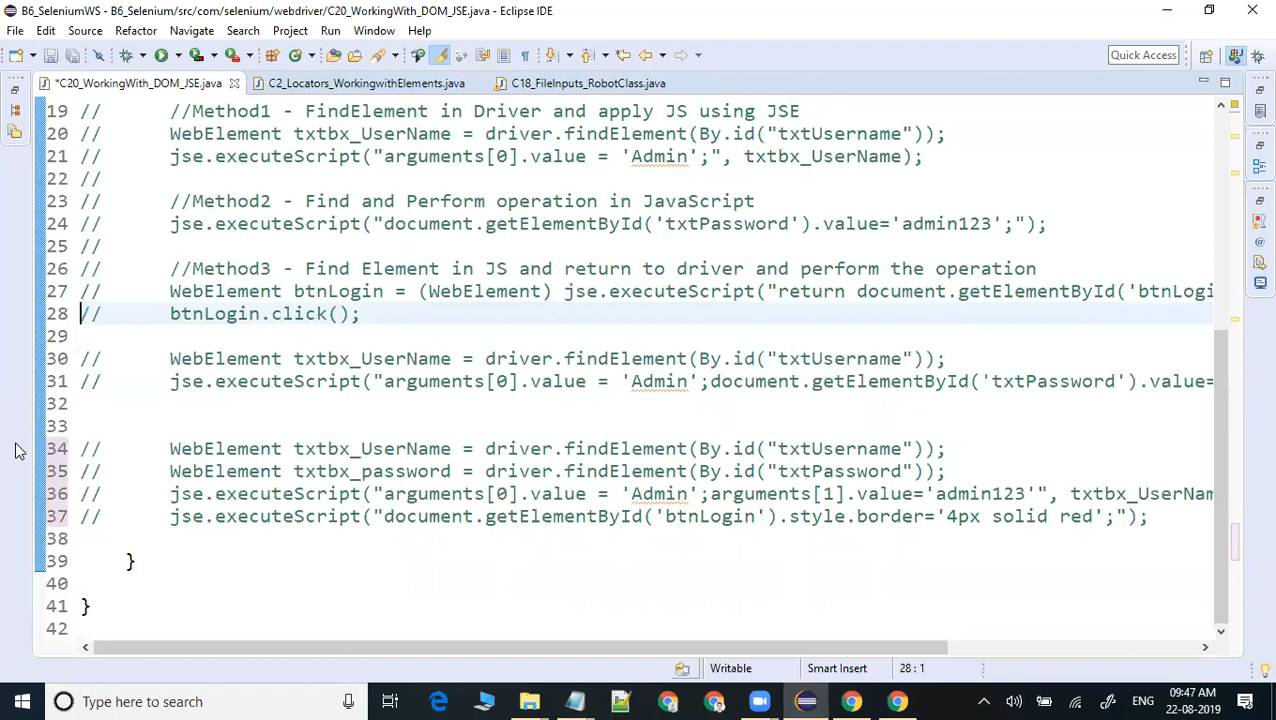 B6_SeleniumWS - B6_Selenium/src/com/selenium/webdriver/C20_WorkingWith_DOM_JSE.java - Eclipse IDE
File Edit Source Refactor Navigate Search Project Run Window Help
Quick Access
*C20_WorkingWith_DOM_JSE.java C2_Locators_WorkingwithElements.java C18_FileInputs_RobotClass.java
19 // //Method1 - FindElement in Driver and apply JS using JSE
20 // WebElement txtbx_UserName = driver.findElement(By.id("txtUsername"));
21 // jse.executeScript("arguments[0].value = 'Admin';", txtbx_UserName);
22 //
23 // //Method2 - Find and Perform operation in JavaScript
24 // jse.executeScript("document.getElementById('txtPassword').value='admin123';");
25 //
26 // //Method3 - Find Element in JS and return to driver and perform the operation
27 // WebElement btnLogin = (WebElement) jse.executeScript("return document.getElementById('btnLogi
28 // btnLogin.click();
29
30 // WebElement txtbx_UserName = driver.findElement(By.id("txtUsername"));
31 // jse.executeScript("arguments[0].value = 'Admin';document.getElementById('txtPassword').value=
32
33
34 // WebElement txtbx_UserName = driver.findElement(By.id("txtUsername"));
35 // WebElement txtbx_password = driver.findElement(By.id("txtPassword"));
36 // jse.executeScript("arguments[0].value = 'Admin';arguments[1].value='admin123'", txtbx_UserNam
37 // jse.executeScript("document.getElementById('btnLogin').style.border='4px solid red';");
38
39 }
40
41 }
42
Writable Smart Insert 28 : 1
Type here to search ENG 09:47 AM
22-08-2019